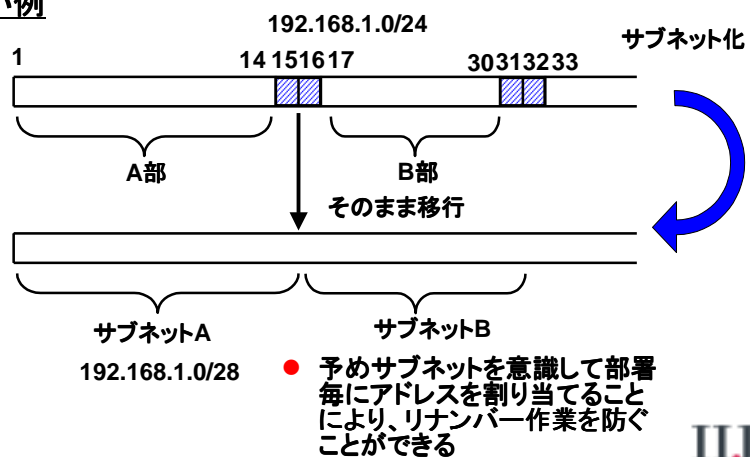 い例
192.168.1.0/24
サブネット化
1
14 15 16 17
30 31 32 33
A部
B部
そのまま移行
サブネットA
サブネットB
192.168.1.0/28
● 予めサブネットを意識して部署
毎にアドレスを割り当てること
により、リナンバー作業を防ぐ
ことができる